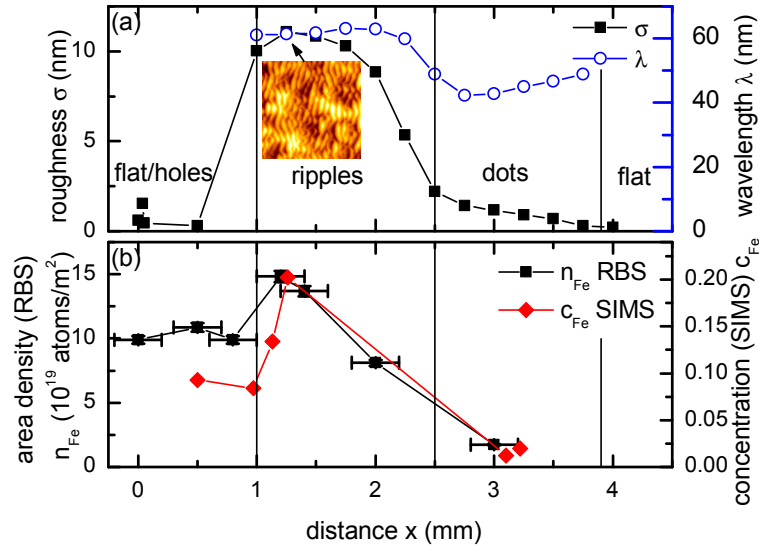 (a)
σ
λ
flat/holes
ripples
dots
flat
10
5
0
60
40
20
0
roughness σ (nm)
wavelength λ (nm)
(b)
n_Fe RBS
c_Fe SIMS
15
10
5
0
0.20
0.15
0.10
0.05
0.00
area density (RBS)
n_Fe (10^19 atoms/m^2)
concentration (SIMS) c_Fe
0 1 2 3 4
distance x (mm)